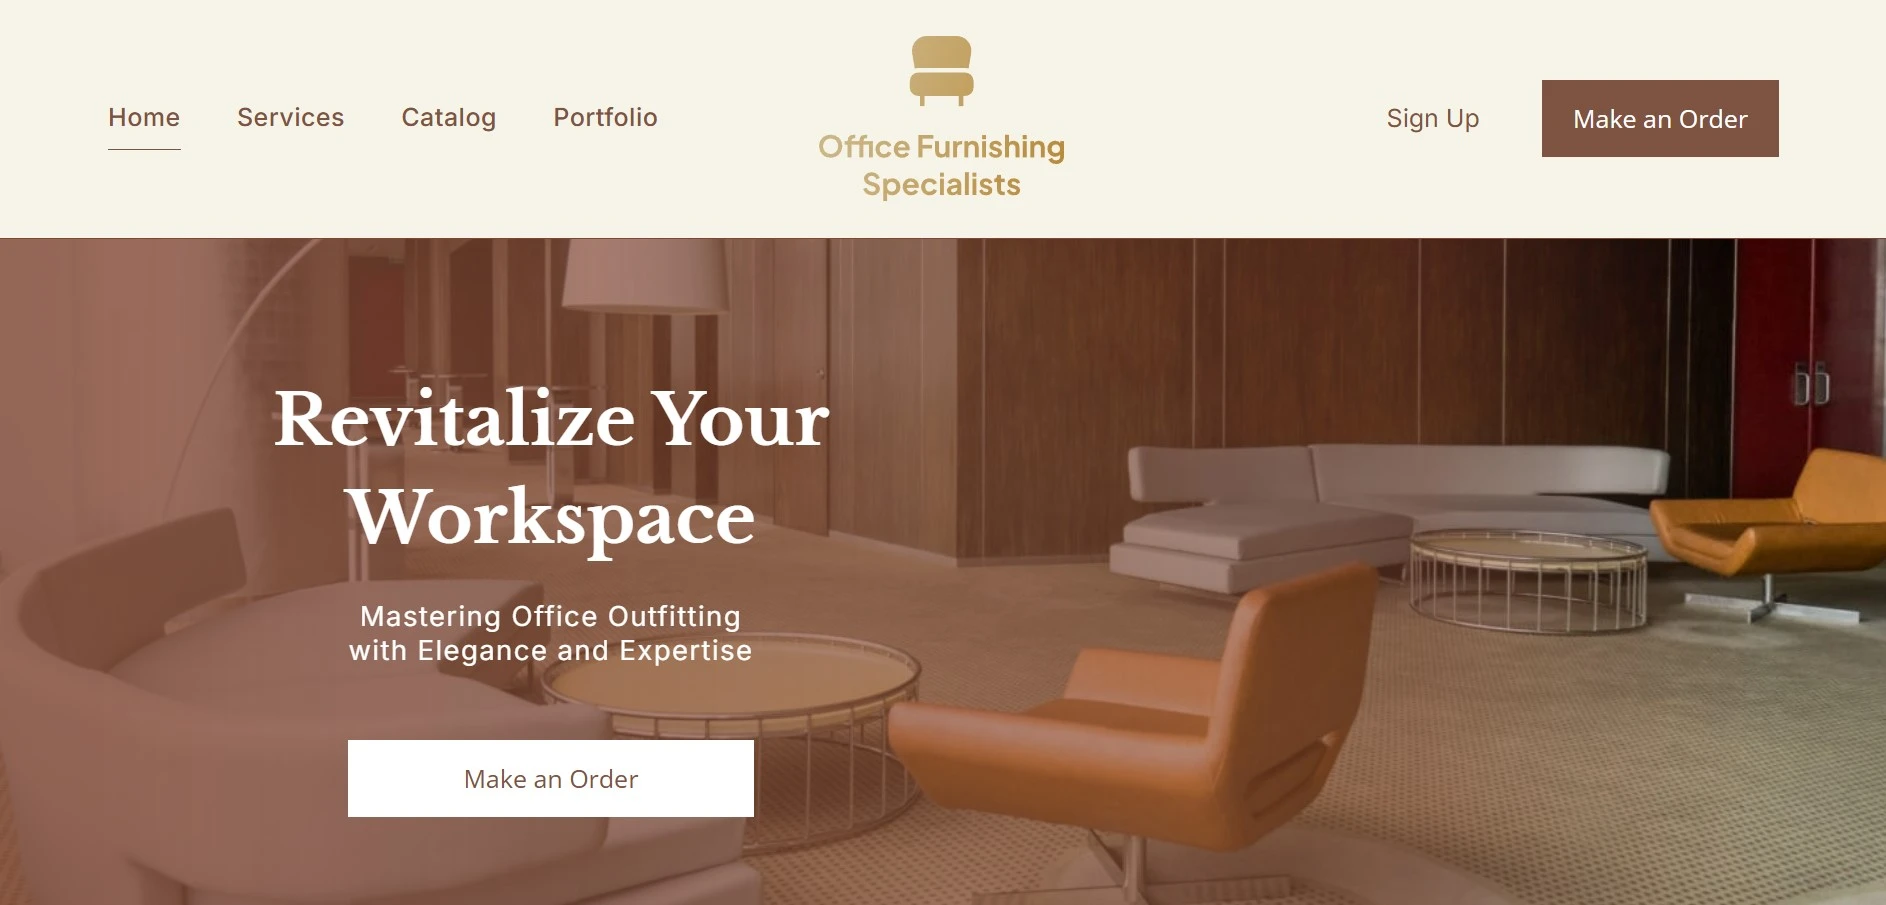 Home
Services
Catalog
Portfolio
Office Furnishing
Specialists
Sign Up
Make an Order
Revitalize Your
Workspace
Mastering Office Outfitting
with Elegance and Expertise
Make an Order